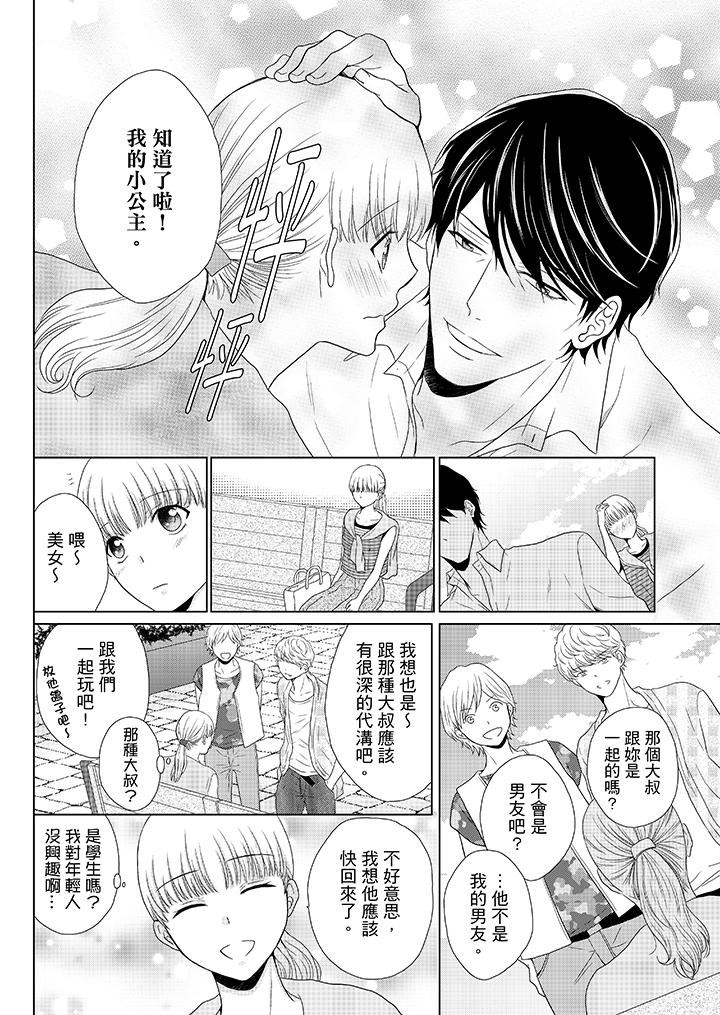 知道了啦！
我的小公主。
怦
怦
喂～
美女～
那個大叔
跟妳是
一起的嗎？
不會是
男友吧？
…他不是
我的男友。
我想也是～
跟那種大叔應該
有很深的代溝吧。
跟我們
一起玩吧！
放他鴿子吧～
那種大叔？
不好意思，
我想他應該
快回來了。
是學生嗎？
我對年輕人
沒興趣啊…